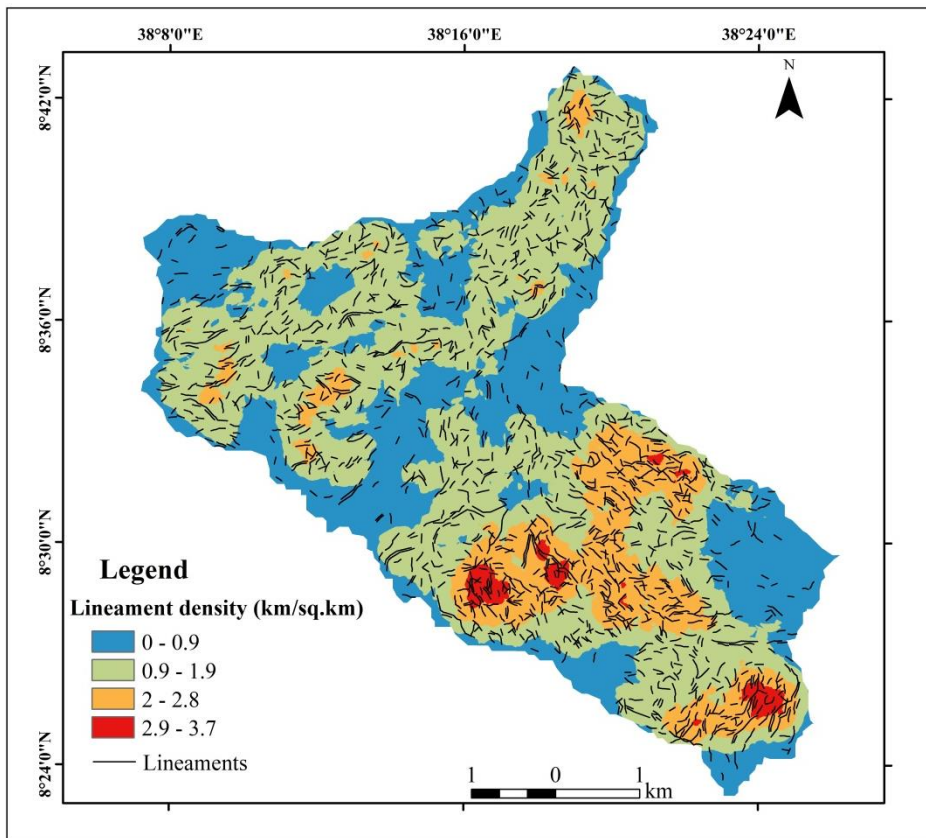 38°8'0"E 38°16'0"E 38°24'0"E
N
8°42'0"N
8°36'0"N
8°30'0"N
8°24'0"N
Legend
Lineament density (km/sq.km)
0 - 0.9
0.9 - 1.9
2 - 2.8
2.9 - 3.7
Lineaments
1 0 1
km